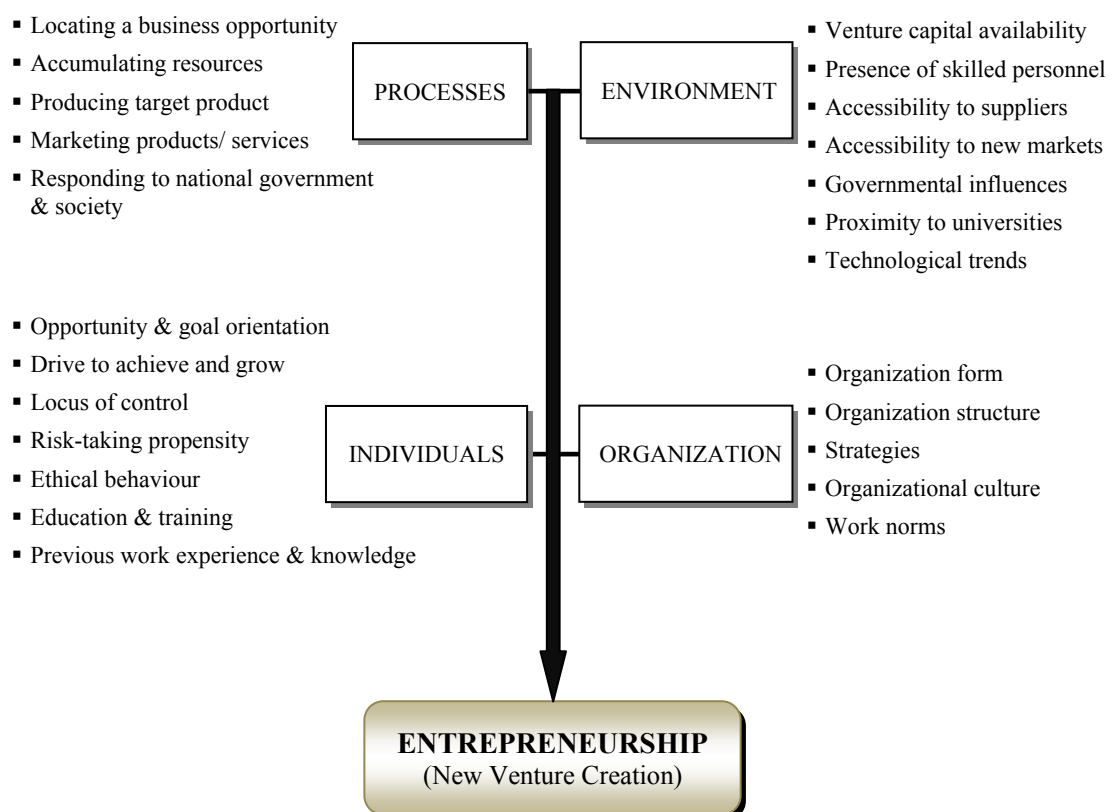 ▪ Locating a business opportunity
▪ Accumulating resources
▪ Producing target product
▪ Marketing products/ services
▪ Responding to national government
& society
PROCESSES
ENVIRONMENT
▪ Venture capital availability
▪ Presence of skilled personnel
▪ Accessibility to suppliers
▪ Accessibility to new markets
▪ Governmental influences
▪ Proximity to universities
▪ Technological trends
▪ Opportunity & goal orientation
▪ Drive to achieve and grow
▪ Locus of control
▪ Risk-taking propensity
▪ Ethical behaviour
▪ Education & training
▪ Previous work experience & knowledge
INDIVIDUALS
ORGANIZATION
▪ Organization form
▪ Organization structure
▪ Strategies
▪ Organizational culture
▪ Work norms
ENTREPRENEURSHIP
(New Venture Creation)